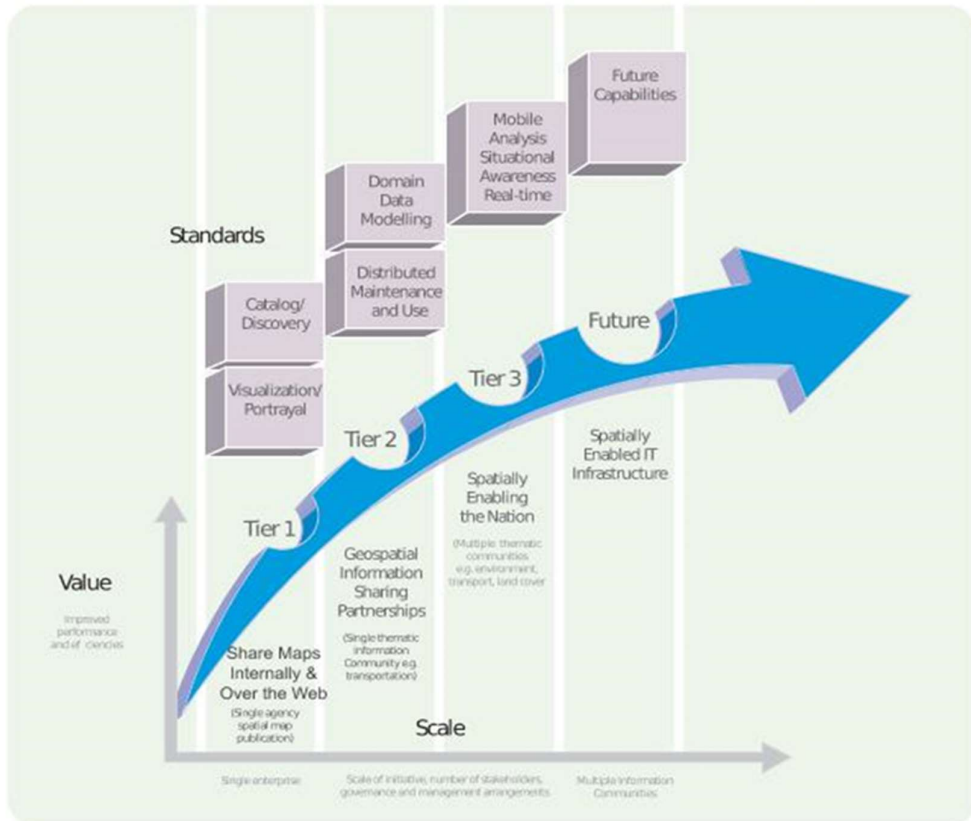 Future
Capabilities
Mobile
Analysis
Situational
Awareness
Real-time
Domain
Data
Modelling
Standards
Distributed
Maintenance
and Use
Catalog/
Discovery
Visualization/
Portrayal
Future
Tier 3
Tier 2
Tier 1
Spatially
Enabled IT
Infrastructure
Spatially
Enabling
the Nation
(Multiple thematic
communities
e.g. environment,
transport, land cover
Geospatial
Information
Sharing
Partnerships
(Single thematic
information
Community e.g.
transportation)
Value
Improved
performance
and ef ciencies
Share Maps
Internally &
Over the Web
(Single agency
spatial map
publication)
Scale
Single enterprise
Scale of initiative, number of stakeholders,
governance and management arrangements
Multiple Information
Communities